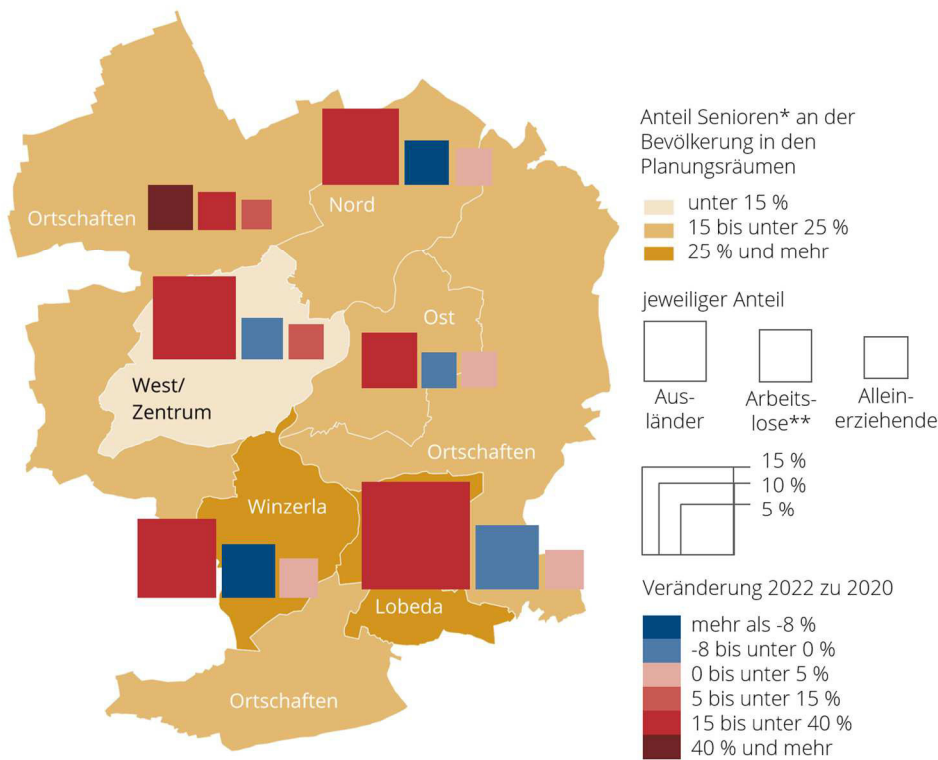 Ortschaften
Nord
Ost
West/
Zentrum
Ortschaften
Winzerla
Lobeda
Ortschaften
Anteil Senioren* an der
Bevölkerung in den
Planungsräumen
unter 15 %
15 bis unter 25 %
25 % und mehr
jeweiliger Anteil
Aus-
länder
Arbeits-
lose**
Allein-
erziehende
15 %
10 %
5 %
Veränderung 2022 zu 2020
mehr als -8 %
-8 bis unter 0 %
0 bis unter 5 %
5 bis unter 15 %
15 bis unter 40 %
40 % und mehr